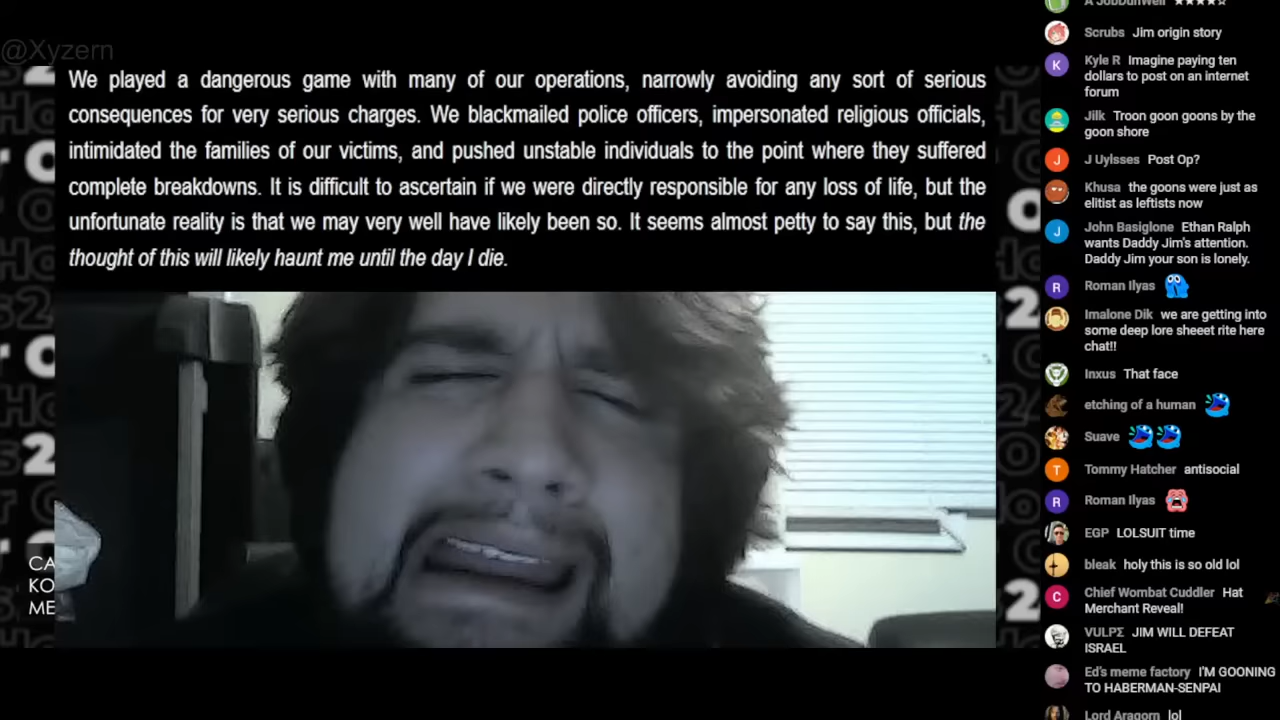 @Xyzern
We played a dangerous game with many of our operations, narrowly avoiding any sort of serious
consequences for very serious charges. We blackmailed police officers, impersonated religious officials,
intimidated the families of our victims, and pushed unstable individuals to the point where they suffered
complete breakdowns. It is difficult to ascertain if we were directly responsible for any loss of life, but the
unfortunate reality is that we may very well have likely been so. It seems almost petty to say this, but the
thought of this will likely haunt me until the day I die.
CA
KO
ME
A JobDunWell ★★★★☆
Scrubs Jim origin story
Kyle R Imagine paying ten
dollars to post on an internet
forum
Jilk Troon goon goons by the
goon shore
J Uylsses Post Op?
Khusa the goons were just as
elitist as leftists now
John Basiglone Ethan Ralph
wants Daddy Jim's attention.
Daddy Jim your son is lonely.
Roman Ilyas
Imalone Dik we are getting into
some deep lore sheeet rite here
chat!!
Inxus That face
etching of a human
Suave
Tommy Hatcher antisocial
Roman Ilyas
EGP LOLSUIT time
bleak holy this is so old lol
Chief Wombat Cuddler Hat
Merchant Reveal!
VULPΣ JIM WILL DEFEAT
ISRAEL
Ed's meme factory I'M GOONING
TO HABERMAN-SENPAI
Lord Aragorn lol